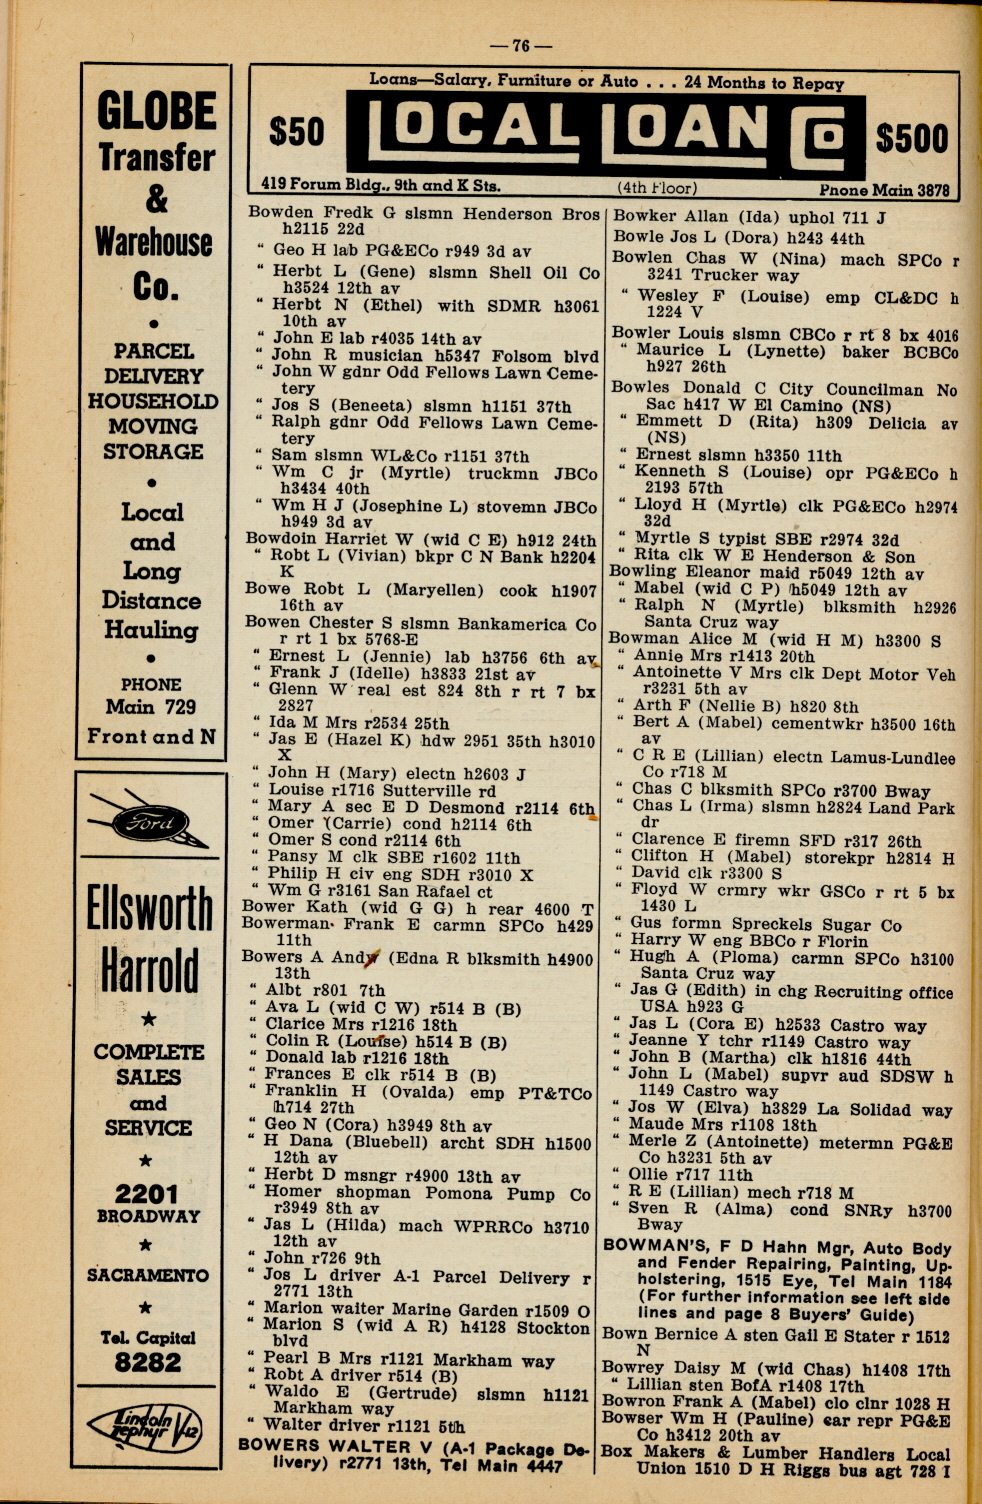 — 76 —
GLOBE
Transfer
&
Warehouse
Co.
•
PARCEL
DELIVERY
HOUSEHOLD
MOVING
STORAGE
•
Local
and
Long
Distance
Hauling
•
PHONE
Main 729
Front and N
Ford
Ellsworth
Harrold
★
COMPLETE
SALES
and
SERVICE
★
2201
BROADWAY
★
SACRAMENTO
★
Tel. Capital
8282
Lincoln
Zephyr V-12
Loans—Salary, Furniture or Auto . . . 24 Months to Repay
$50 LOCAL LOAN CO $500
419 Forum Bldg., 9th and K Sts. (4th Floor) Phone Main 3878
Bowden Fredk G slsmn Henderson Bros
h2115 22d
" Geo H lab PG&ECo r949 3d av
" Herbt L (Gene) slsmn Shell Oil Co
h3524 12th av
" Herbt N (Ethel) with SDMR h3061
10th av
" John E lab r4035 14th av
" John R musician h5347 Folsom blvd
" John W gdnr Odd Fellows Lawn Ceme-
tery
" Jos S (Beneeta) slsmn h1151 37th
" Ralph gdnr Odd Fellows Lawn Ceme-
tery
" Sam slsmn WL&Co r1151 37th
" Wm C jr (Myrtle) truckmn JBCo
h3434 40th
" Wm H J (Josephine L) stovemn JBCo
h949 3d av
Bowdoin Harriet W (wid C E) h912 24th
" Robt L (Vivian) bkpr C N Bank h2204
K
Bowe Robt L (Maryellen) cook h1907
16th av
Bowen Chester S slsmn Bankamerica Co
r rt 1 bx 5768-E
" Ernest L (Jennie) lab h3756 6th av
" Frank J (Idelle) h3833 21st av
" Glenn W real est 824 8th r rt 7 bx
2827
" Ida M Mrs r2534 25th
" Jas E (Hazel K) hdw 2951 35th h3010
X
" John H (Mary) electn h2603 J
" Louise r1716 Sutterville rd
" Mary A sec E D Desmond r2114 6th
" Omer (Carrie) cond h2114 6th
" Omer S cond r2114 6th
" Pansy M clk SBE r1602 11th
" Philip H civ eng SDH r3010 X
" Wm G r3161 San Rafael ct
Bower Kath (wid G G) h rear 4600 T
Bowerman Frank E carmn SPCo h429
11th
Bowers A Andw (Edna R blksmith h4900
13th
" Albt r801 7th
" Ava L (wid C W) r514 B (B)
" Clarice Mrs r1216 18th
" Colin R (Louise) h514 B (B)
" Donald lab r1216 18th
" Frances E clk r514 B (B)
" Franklin H (Ovalda) emp PT&TCo
h714 27th
" Geo N (Cora) h3949 8th av
" H Dana (Bluebell) archt SDH h1500
12th av
" Herbt D msngr r4900 13th av
" Homer shopman Pomona Pump Co
r3949 8th av
" Jas L (Hilda) mach WPRRCo h3710
12th av
" John r726 9th
" Jos L driver A-1 Parcel Delivery r
2771 13th
" Marion waiter Marine Garden r1509 O
" Marion S (wid A R) h4128 Stockton
blvd
" Pearl B Mrs r1121 Markham way
" Robt A driver r514 (B)
" Waldo E (Gertrude) slsmn h1121
Markham way
" Walter driver r1121 5th
BOWERS WALTER V (A-1 Package De-
livery) r2771 13th, Tel Main 4447
Bowker Allan (Ida) uphol 711 J
Bowle Jos L (Dora) h243 44th
Bowlen Chas W (Nina) mach SPCo r
3241 Trucker way
" Wesley F (Louise) emp CL&DC h
1224 V
Bowler Louis slsmn CBCo r rt 8 bx 4016
" Maurice L (Lynette) baker BCBCo
h927 26th
Bowles Donald C City Councilman No
Sac h417 W El Camino (NS)
" Emmett D (Rita) h309 Delicia av
(NS)
" Ernest slsmn h3350 11th
" Kenneth S (Louise) opr PG&ECo h
2193 57th
" Lloyd H (Myrtle) clk PG&ECo h2974
32d
" Myrtle S typist SBE r2974 32d
" Rita clk W E Henderson & Son
Bowling Eleanor maid r5049 12th av
" Mabel (wid C P) h5049 12th av
" Ralph N (Myrtle) blksmith h2926
Santa Cruz way
Bowman Alice M (wid H M) h3300 S
" Annie Mrs r1413 20th
" Antoinette V Mrs clk Dept Motor Veh
r3231 5th av
" Arth F (Nellie B) h820 8th
" Bert A (Mabel) cementwkr h3500 16th
av
" C R E (Lillian) electn Lamus-Lundlee
Co r718 M
" Chas C blksmith SPCo r3700 Bway
" Chas L (Irma) slsmn h2824 Land Park
dr
" Clarence E firemn SFD r317 26th
" Clifton H (Mabel) storekpr h2814 H
" David clk r3300 S
" Floyd W crmry wkr GSCo r rt 5 bx
1430 L
" Gus formn Spreckels Sugar Co
" Harry W eng BBCo r Florin
" Hugh A (Ploma) carmn SPCo h3100
Santa Cruz way
" Jas G (Edith) in chg Recruiting office
USA h923 G
" Jas L (Cora E) h2533 Castro way
" Jeanne Y tchr r1149 Castro way
" John B (Martha) clk h1816 44th
" John L (Mabel) supvr aud SDSW h
1149 Castro way
" Jos W (Elva) h3829 La Solidad way
" Maude Mrs r1108 18th
" Merle Z (Antoinette) metermn PG&E
Co h3231 5th av
" Ollie r717 11th
" R E (Lillian) mech r718 M
" Sven R (Alma) cond SNRy h3700
Bway
BOWMAN'S, F D Hahn Mgr, Auto Body
and Fender Repairing, Painting, Up-
holstering, 1515 Eye, Tel Main 1184
(For further information see left side
lines and page 8 Buyers' Guide)
Bown Bernice A sten Gail E Stater r 1512
N
Bowrey Daisy M (wid Chas) h1408 17th
" Lillian sten BofA r1408 17th
Bowron Frank A (Mabel) clo clnr 1028 H
Bowser Wm H (Pauline) car repr PG&E
Co h3412 20th av
Box Makers & Lumber Handlers Local
Union 1510 D H Riggs bus agt 728 I